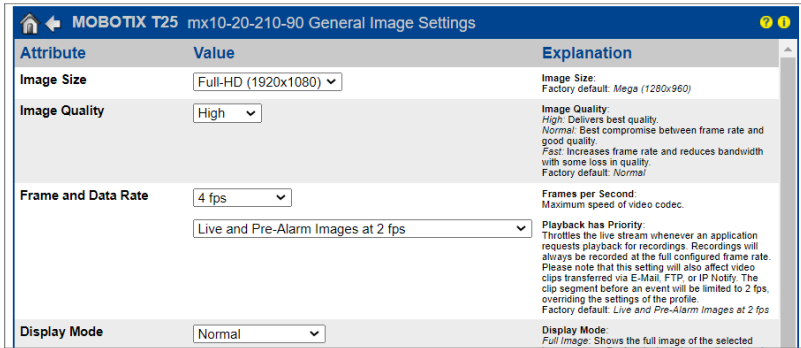 MOBOTIX T25 mx10-20-210-90 General Image Settings
Attribute Value Explanation
Image Size
Full-HD (1920x1080)
Image Size:
Factory default: Mega (1280x960)
Image Quality
High
Image Quality:
High: Delivers best quality.
Normal: Best compromise between frame rate and
good quality.
Fast: Increases frame rate and reduces bandwidth
with some loss in quality.
Factory default: Normal
Frame and Data Rate
4 fps
Frames per Second:
Maximum speed of video codec.
Live and Pre-Alarm Images at 2 fps
Playback has Priority:
Throttles the live stream whenever an application
requests playback for recordings. Recordings will
always be recorded at the full configured frame rate.
Please note that this setting will also affect video
clips transferred via E-Mail, FTP, or IP Notify. The
clip segment before an event will be limited to 2 fps,
overriding the settings of the profile.
Factory default: Live and Pre-Alarm Images at 2 fps
Display Mode
Normal
Display Mode:
Full Image: Shows the full image of the selected